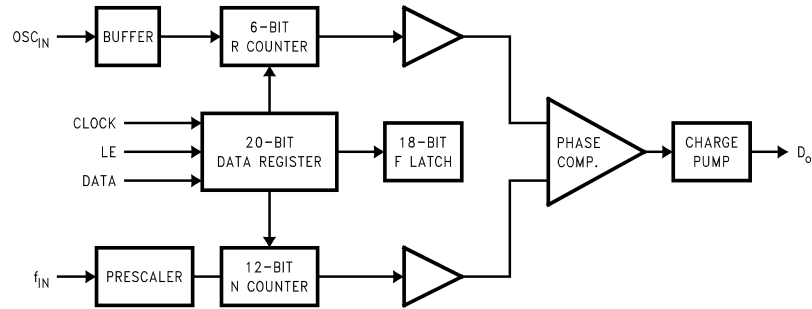 OSC_IN
BUFFER
6-BIT
R COUNTER
CLOCK
LE
DATA
20-BIT
DATA REGISTER
18-BIT
F LATCH
PHASE
COMP.
CHARGE
PUMP
D_o
f_IN
PRESCALER
12-BIT
N COUNTER